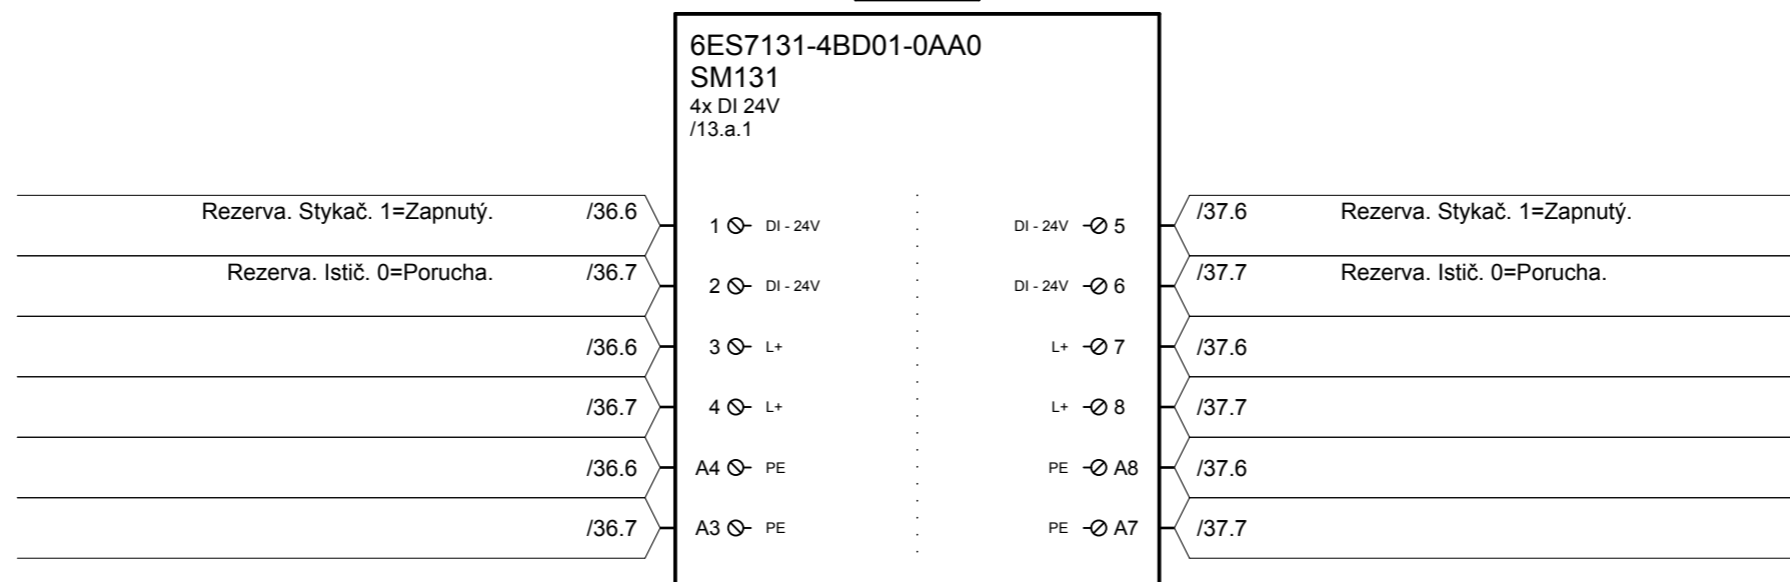 6ES7131-4BD01-0AA0
SM131
4x DI 24V
/13.a.1
Rezerva. Stykač. 1=Zapnutý. /36.6 1 DI - 24V DI - 24V 5 /37.6 Rezerva. Stykač. 1=Zapnutý.
Rezerva. Istič. 0=Porucha. /36.7 2 DI - 24V DI - 24V 6 /37.7 Rezerva. Istič. 0=Porucha.
/36.6 3 L+ L+ 7 /37.6
/36.7 4 L+ L+ 8 /37.7
/36.6 A4 PE PE A8 /37.6
/36.7 A3 PE PE A7 /37.7